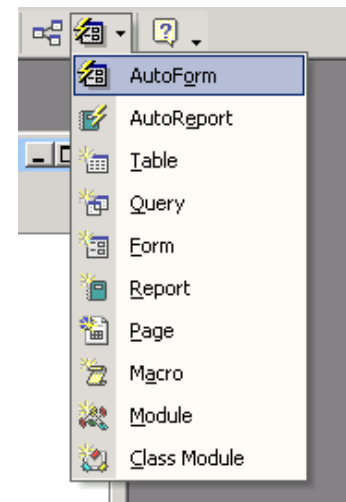 AutoForm
AutoReport
Table
Query
Form
Report
Page
Macro
Module
Class Module